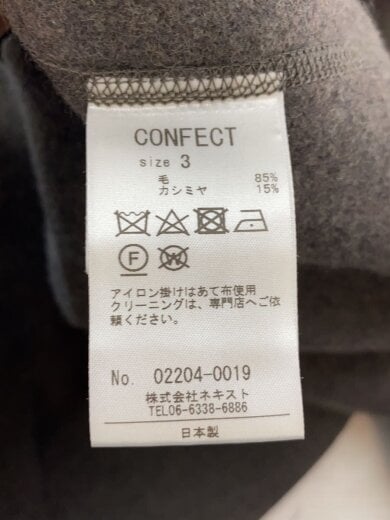 CONFECT
size 3
毛 85%
カシミヤ 15%
F W
アイロン掛けはあて布使用
クリーニングは、専門店へご依
頼ください。
No. 02204-0019
株式会社ネキスト
TEL06-6338-6886
日本製